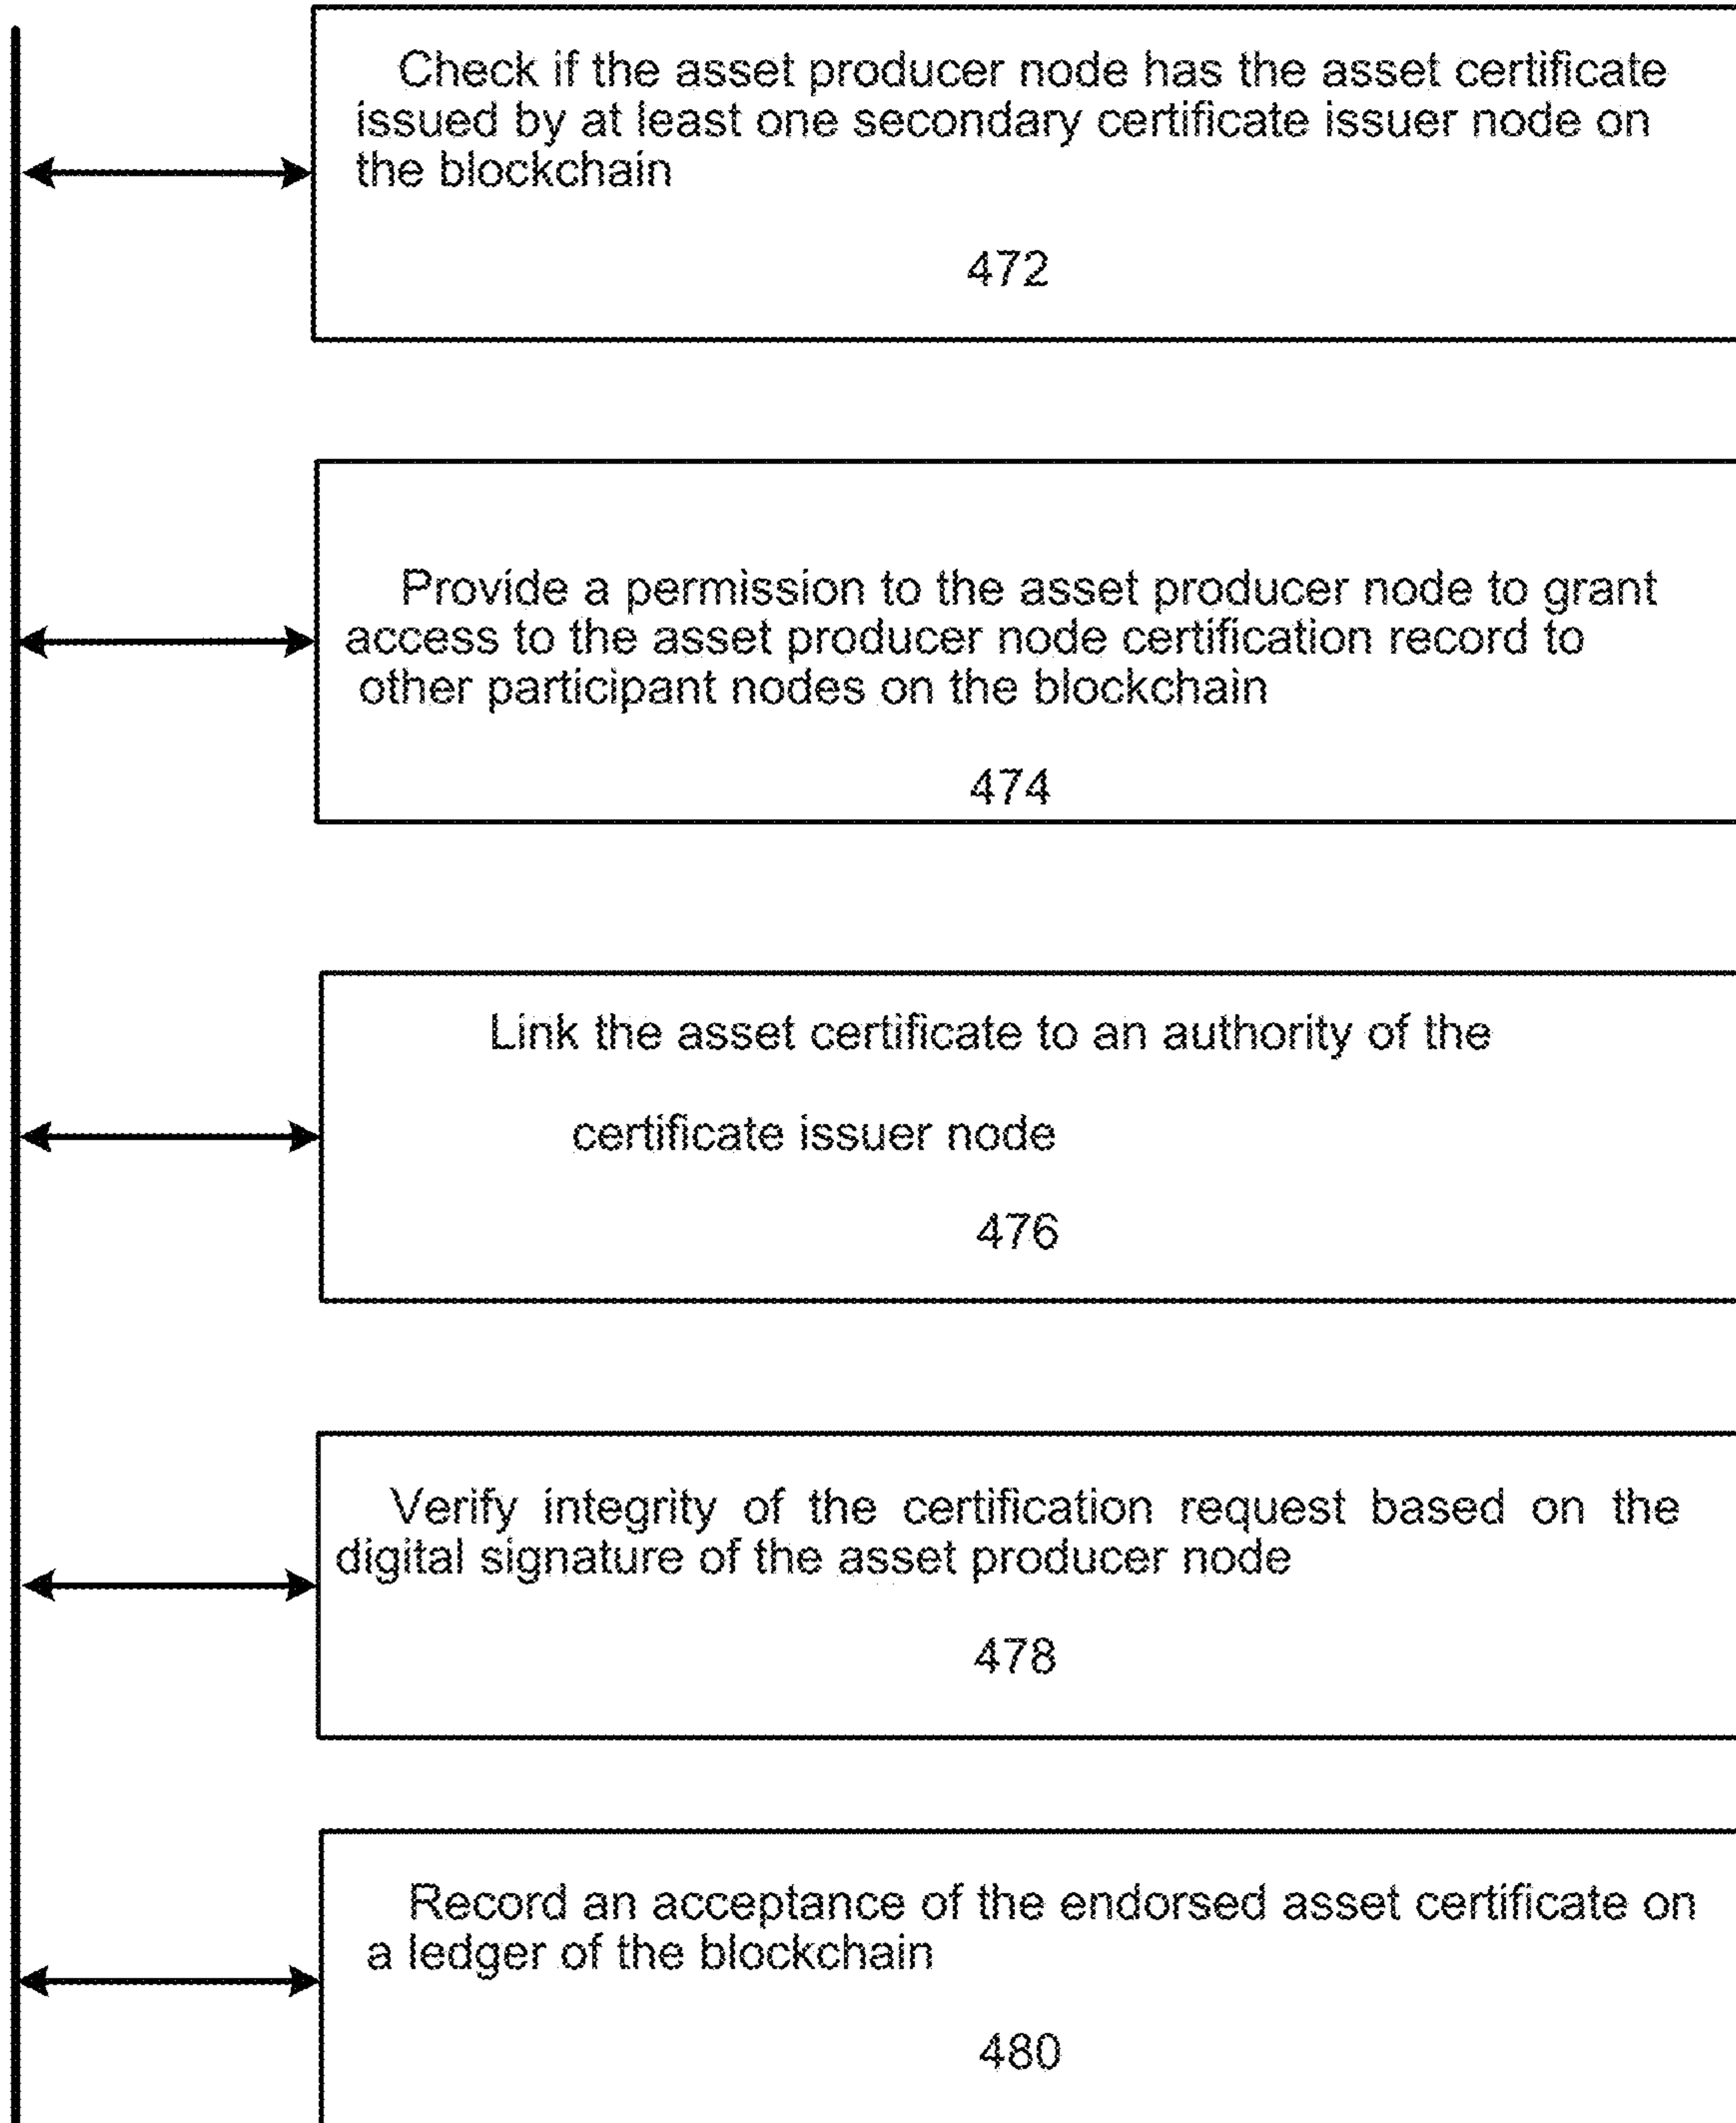 Check if the asset producer node has the asset certificate
issued by at least one secondary certificate issuer node on
the blockchain
472
Provide a permission to the asset producer node to grant
access to the asset producer node certification record to
other participant nodes on the blockchain
474
Link the asset certificate to an authority of the
certificate issuer node
476
Verify integrity of the certification request based on the
digital signature of the asset producer node
478
Record an acceptance of the endorsed asset certificate on
a ledger of the blockchain
480